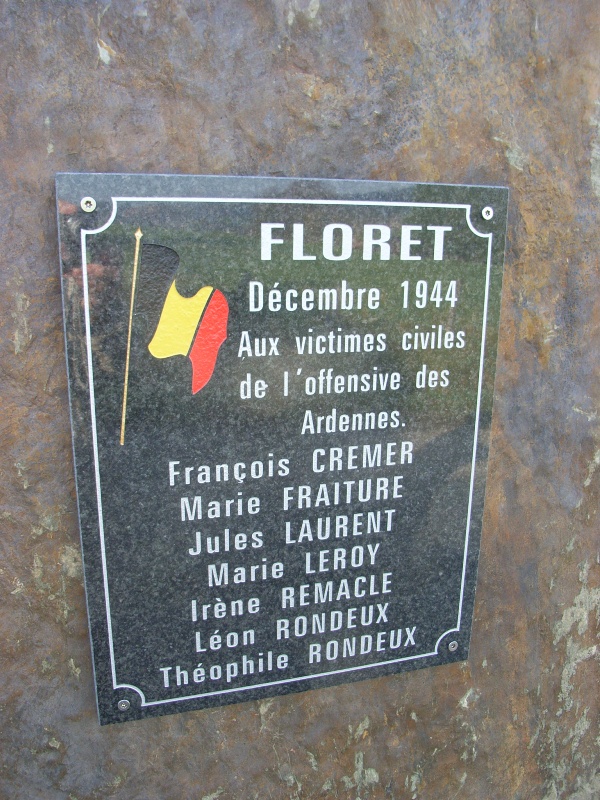 FLORET
Décembre 1944
Aux victimes civiles
de l'offensive des
Ardennes.
François CREMER
Marie FRAITURE
Jules LAURENT
Marie LEROY
Irène REMACLE
Léon RONDEUX
Théophile RONDEUX